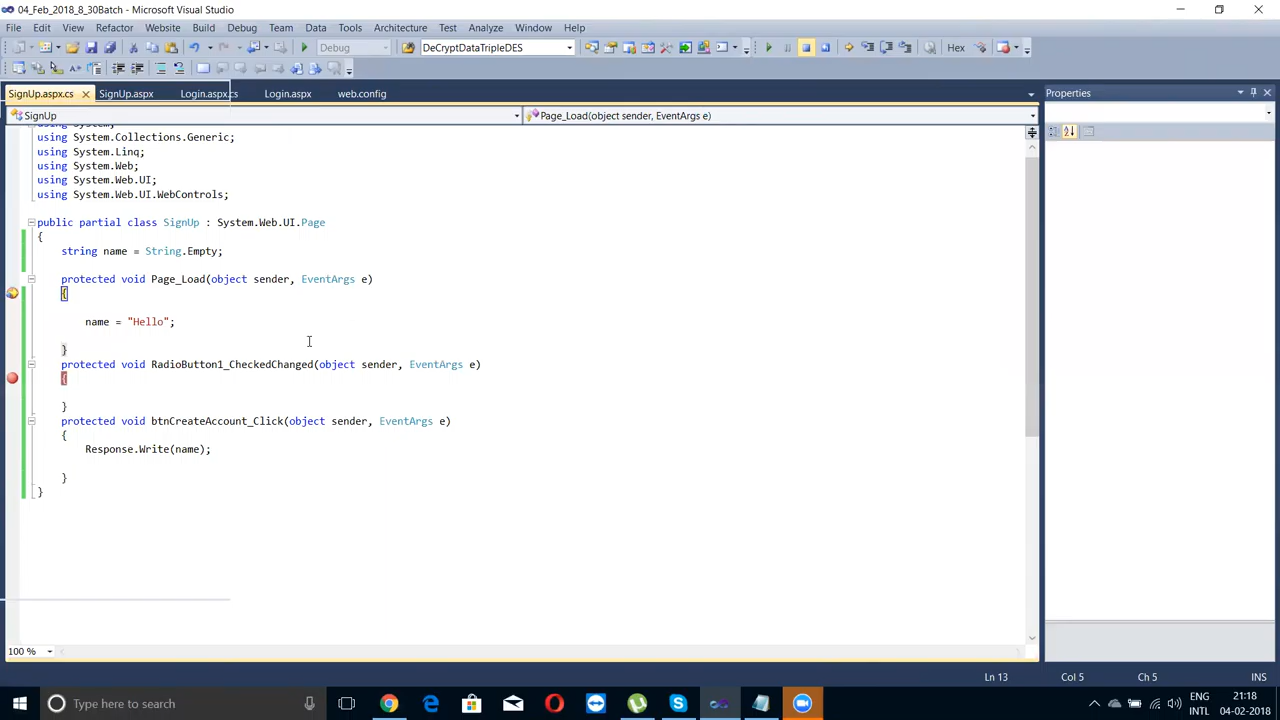 04_Feb_2018_8_30Batch - Microsoft Visual Studio
File Edit View Refactor Website Build Debug Team Data Tools Architecture Test Analyze Window Help
Debug DeCryptDataTripleDES Hex
SignUp.aspx.cs SignUp.aspx Login.aspx.cs Login.aspx web.config
Properties
SignUp Page_Load(object sender, EventArgs e)
using System;
using System.Collections.Generic;
using System.Linq;
using System.Web;
using System.Web.UI;
using System.Web.UI.WebControls;
public partial class SignUp : System.Web.UI.Page
{
string name = String.Empty;
protected void Page_Load(object sender, EventArgs e)
{
name = "Hello";
}
protected void RadioButton1_CheckedChanged(object sender, EventArgs e)
{
}
protected void btnCreateAccount_Click(object sender, EventArgs e)
{
Response.Write(name);
}
}
100 %
Ln 13 Col 5 Ch 5 INS
Type here to search
ENG 21:18
INTL 04-02-2018